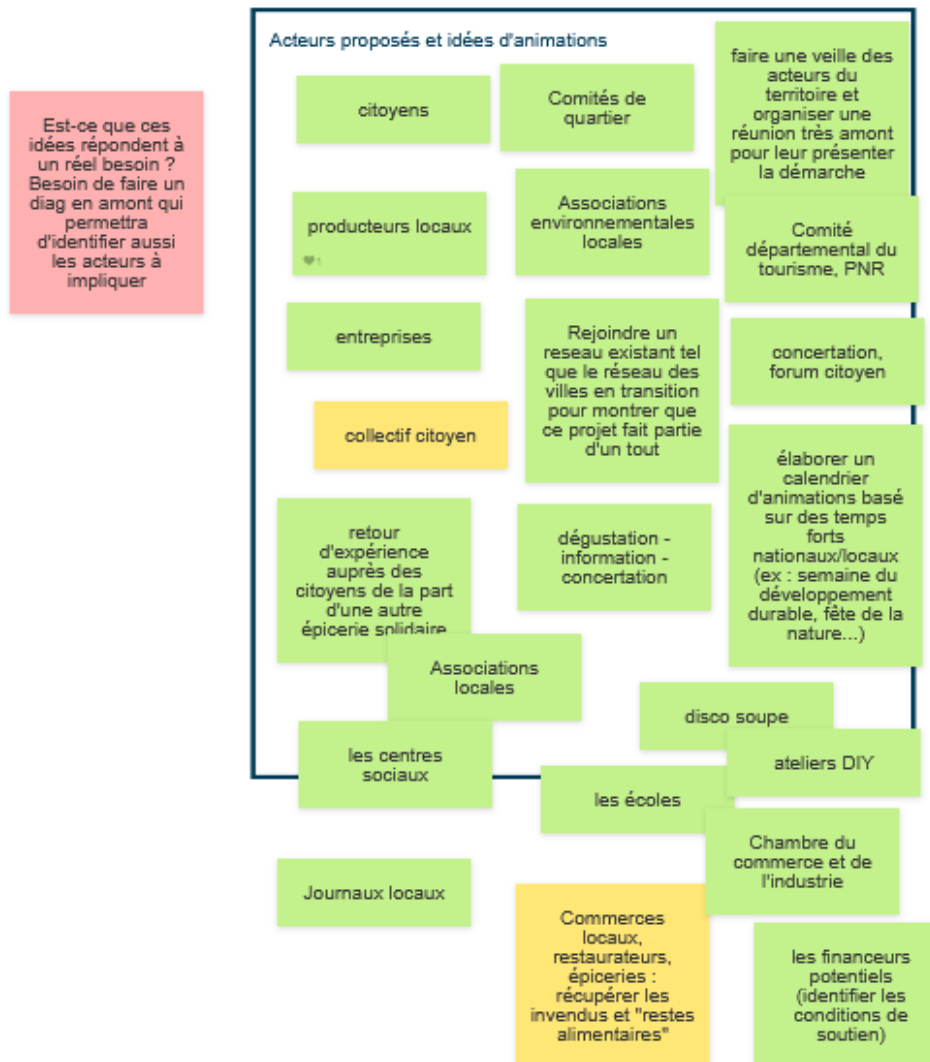 Acteurs proposés et idées d'animations
Est-ce que ces
idées répondent à
un réel besoin ?
Besoin de faire un
diag en amont qui
permettra
d'identifier aussi
les acteurs à
impliquer
citoyens
Comités de
quartier
faire une veille des
acteurs du
territoire et
organiser une
réunion très amont
pour leur présenter
la démarche
producteurs locaux
Associations
environnementales
locales
Comité
départemental du
tourisme, PNR
entreprises
Rejoindre un
reseau existant tel
que le réseau des
villes en transition
pour montrer que
ce projet fait partie
d'un tout
concertation,
forum citoyen
collectif citoyen
élaborer un
calendrier
d'animations basé
sur des temps
forts
nationaux/locaux
(ex : semaine du
développement
durable, fête de la
nature...)
retour
d'expérience
auprès des
citoyens de la part
d'une autre
épicerie solidaire
dégustation -
information -
concertation
Associations
locales
disco soupe
les centres
sociaux
ateliers DIY
les écoles
Chambre du
commerce et de
l'industrie
Journaux locaux
Commerces
locaux,
restaurateurs,
épiceries :
récupérer les
invendus et "restes
alimentaires"
les financeurs
potentiels
(identifier les
conditions de
soutien)